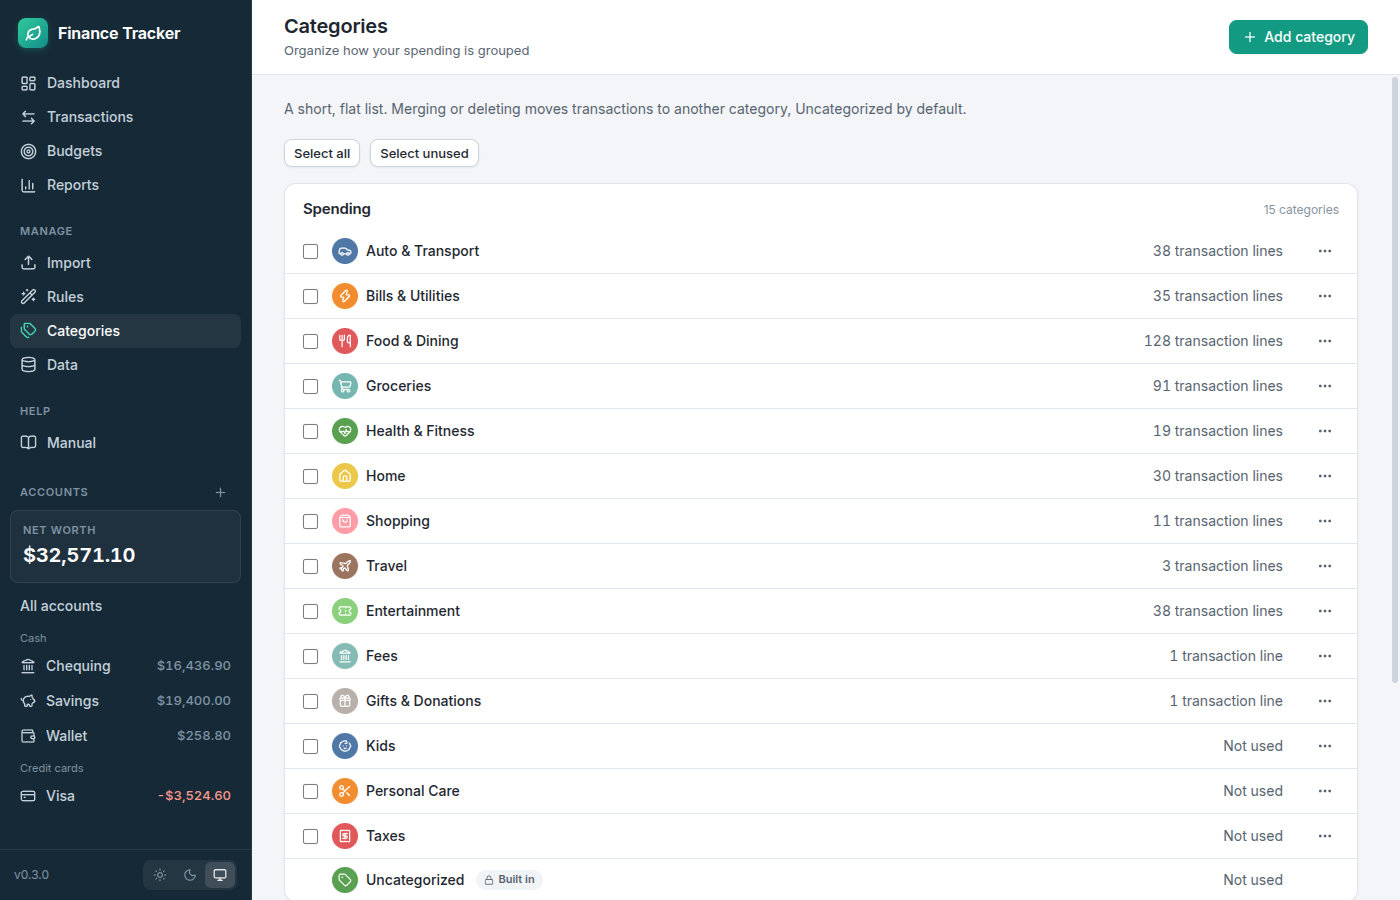 Finance Tracker
Dashboard
Transactions
Budgets
Reports
MANAGE
Import
Rules
Categories
Data
HELP
Manual
ACCOUNTS
NET WORTH
$32,571.10
All accounts
Cash
Chequing $16,436.90
Savings $19,400.00
Wallet $258.80
Credit cards
Visa -$3,524.60
v0.3.0
Categories
Organize how your spending is grouped
Add category
A short, flat list. Merging or deleting moves transactions to another category, Uncategorized by default.
Select all Select unused
Spending 15 categories
Auto & Transport 38 transaction lines
Bills & Utilities 35 transaction lines
Food & Dining 128 transaction lines
Groceries 91 transaction lines
Health & Fitness 19 transaction lines
Home 30 transaction lines
Shopping 11 transaction lines
Travel 3 transaction lines
Entertainment 38 transaction lines
Fees 1 transaction line
Gifts & Donations 1 transaction line
Kids Not used
Personal Care Not used
Taxes Not used
Uncategorized Built in Not used